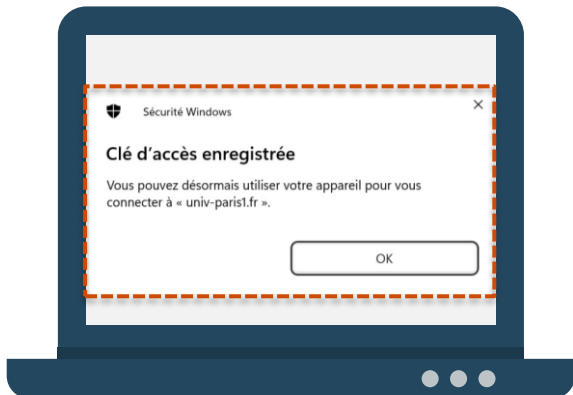 Sécurité Windows
Clé d'accès enregistrée
Vous pouvez désormais utiliser votre appareil pour vous
connecter à « univ-paris1.fr ».
OK